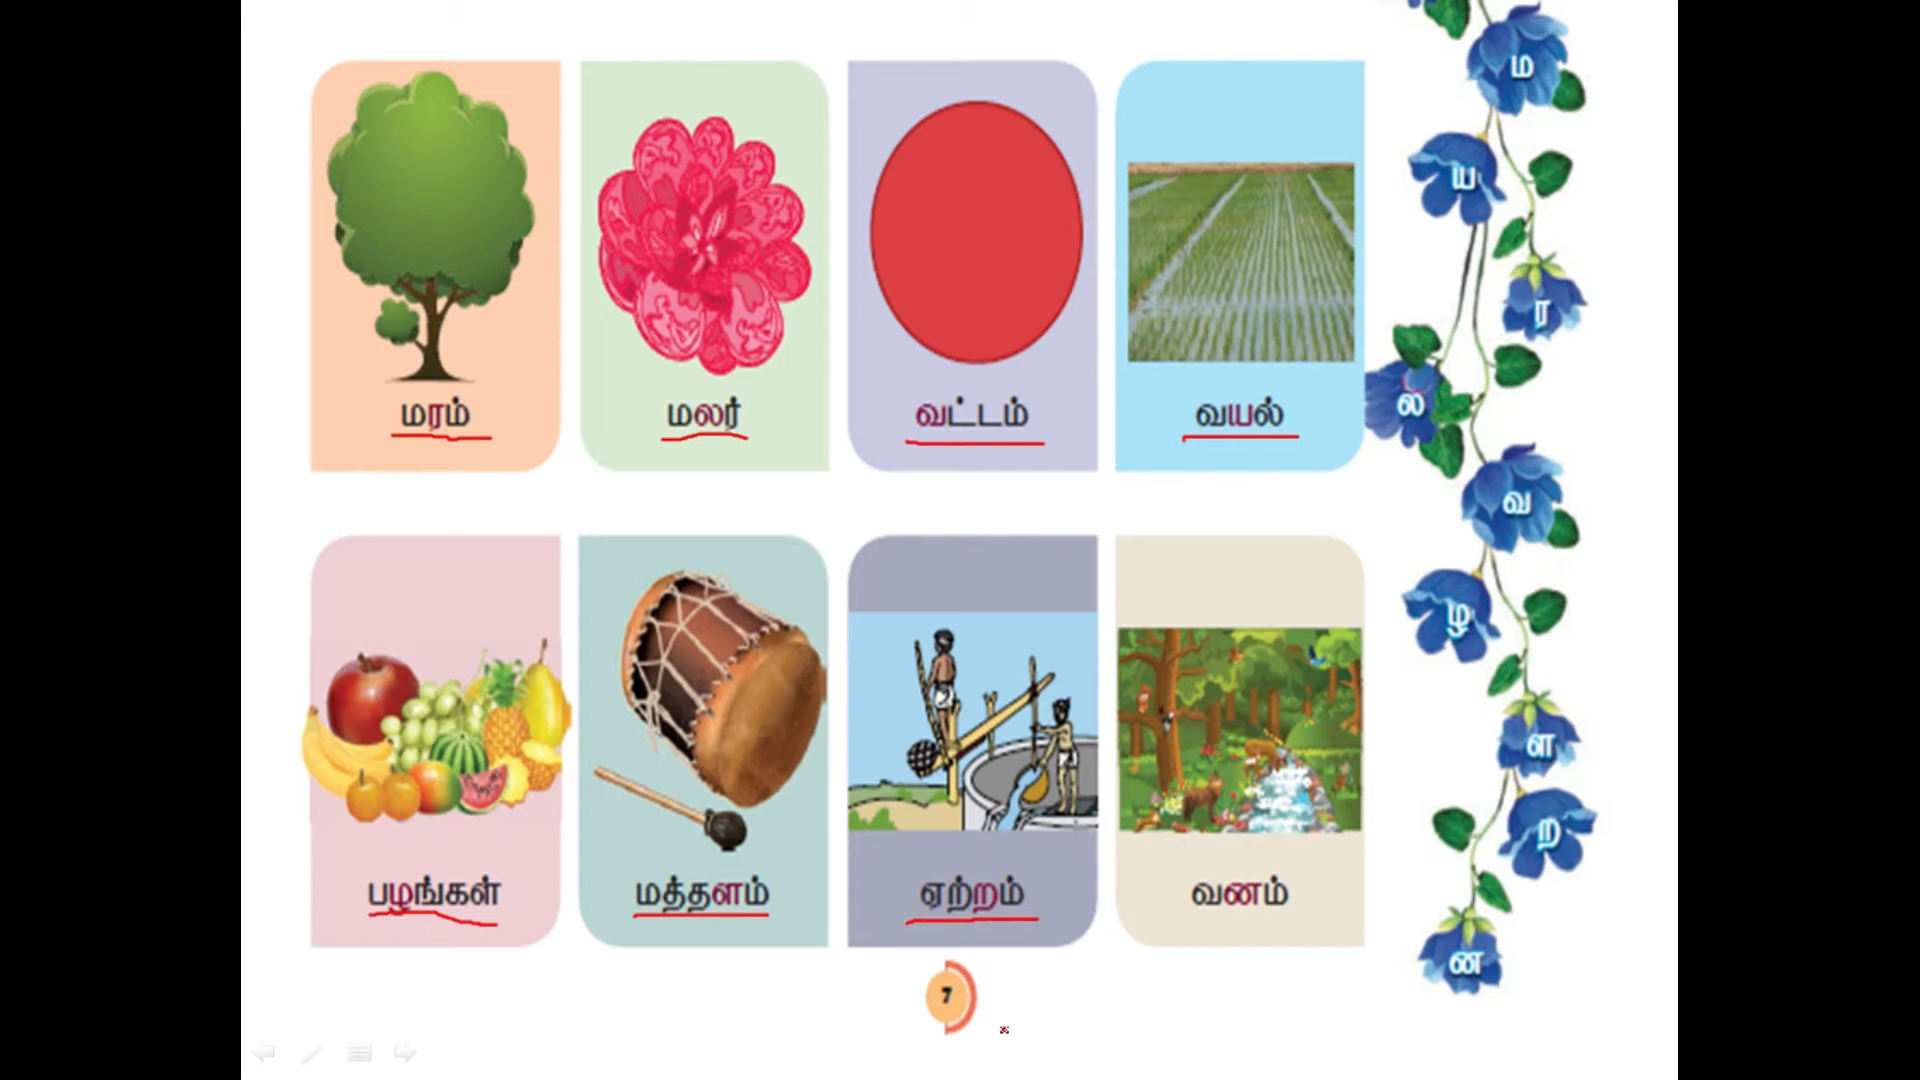 மரம்
மலர்
வட்டம்
வயல்
பழங்கள்
மத்தளம்
ஏற்றம்
வனம்
ம
ய
ர
ல
வ
ழ
ள
ற
ன
7